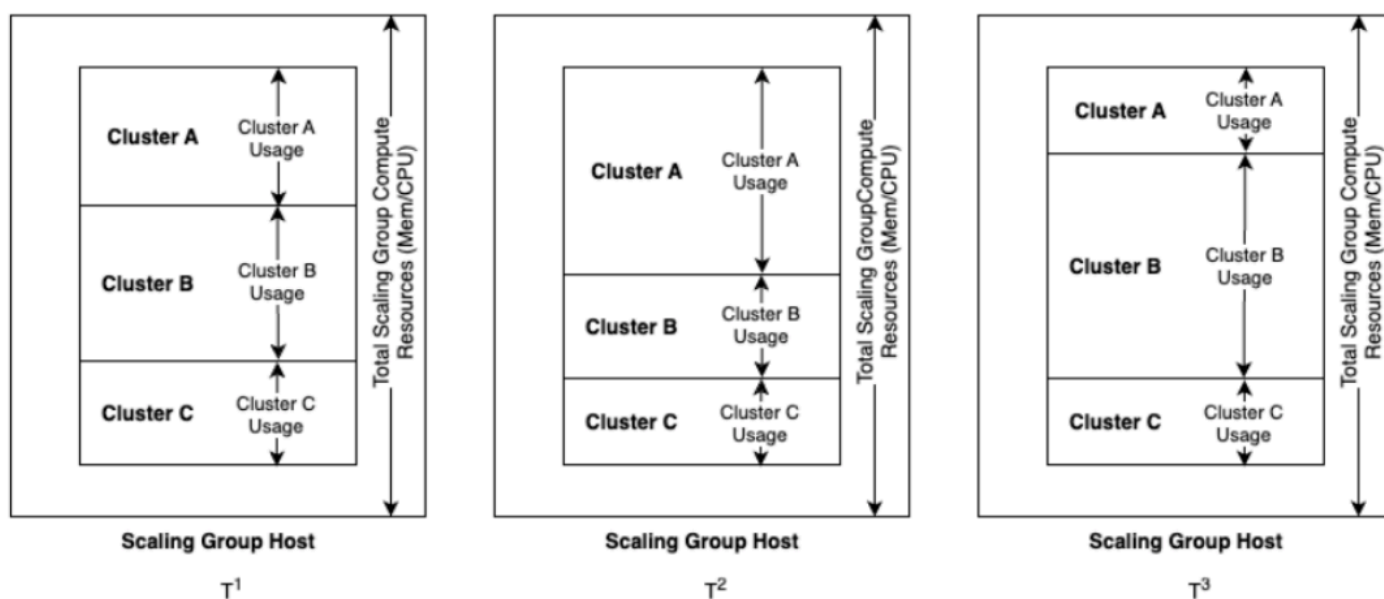 Cluster A
Cluster A
Usage
Cluster B
Cluster B
Usage
Cluster C
Cluster C
Usage
Total Scaling Group Compute
Resources (Mem/CPU)
Scaling Group Host
T1
Cluster A
Cluster A
Usage
Cluster B
Cluster B
Usage
Cluster C
Cluster C
Usage
Total Scaling GroupCompute
Resources (Mem/CPU)
Scaling Group Host
T2
Cluster A
Cluster A
Usage
Cluster B
Cluster B
Usage
Cluster C
Cluster C
Usage
Total Scaling Group Compute
Resources (Mem/CPU)
Scaling Group Host
T3